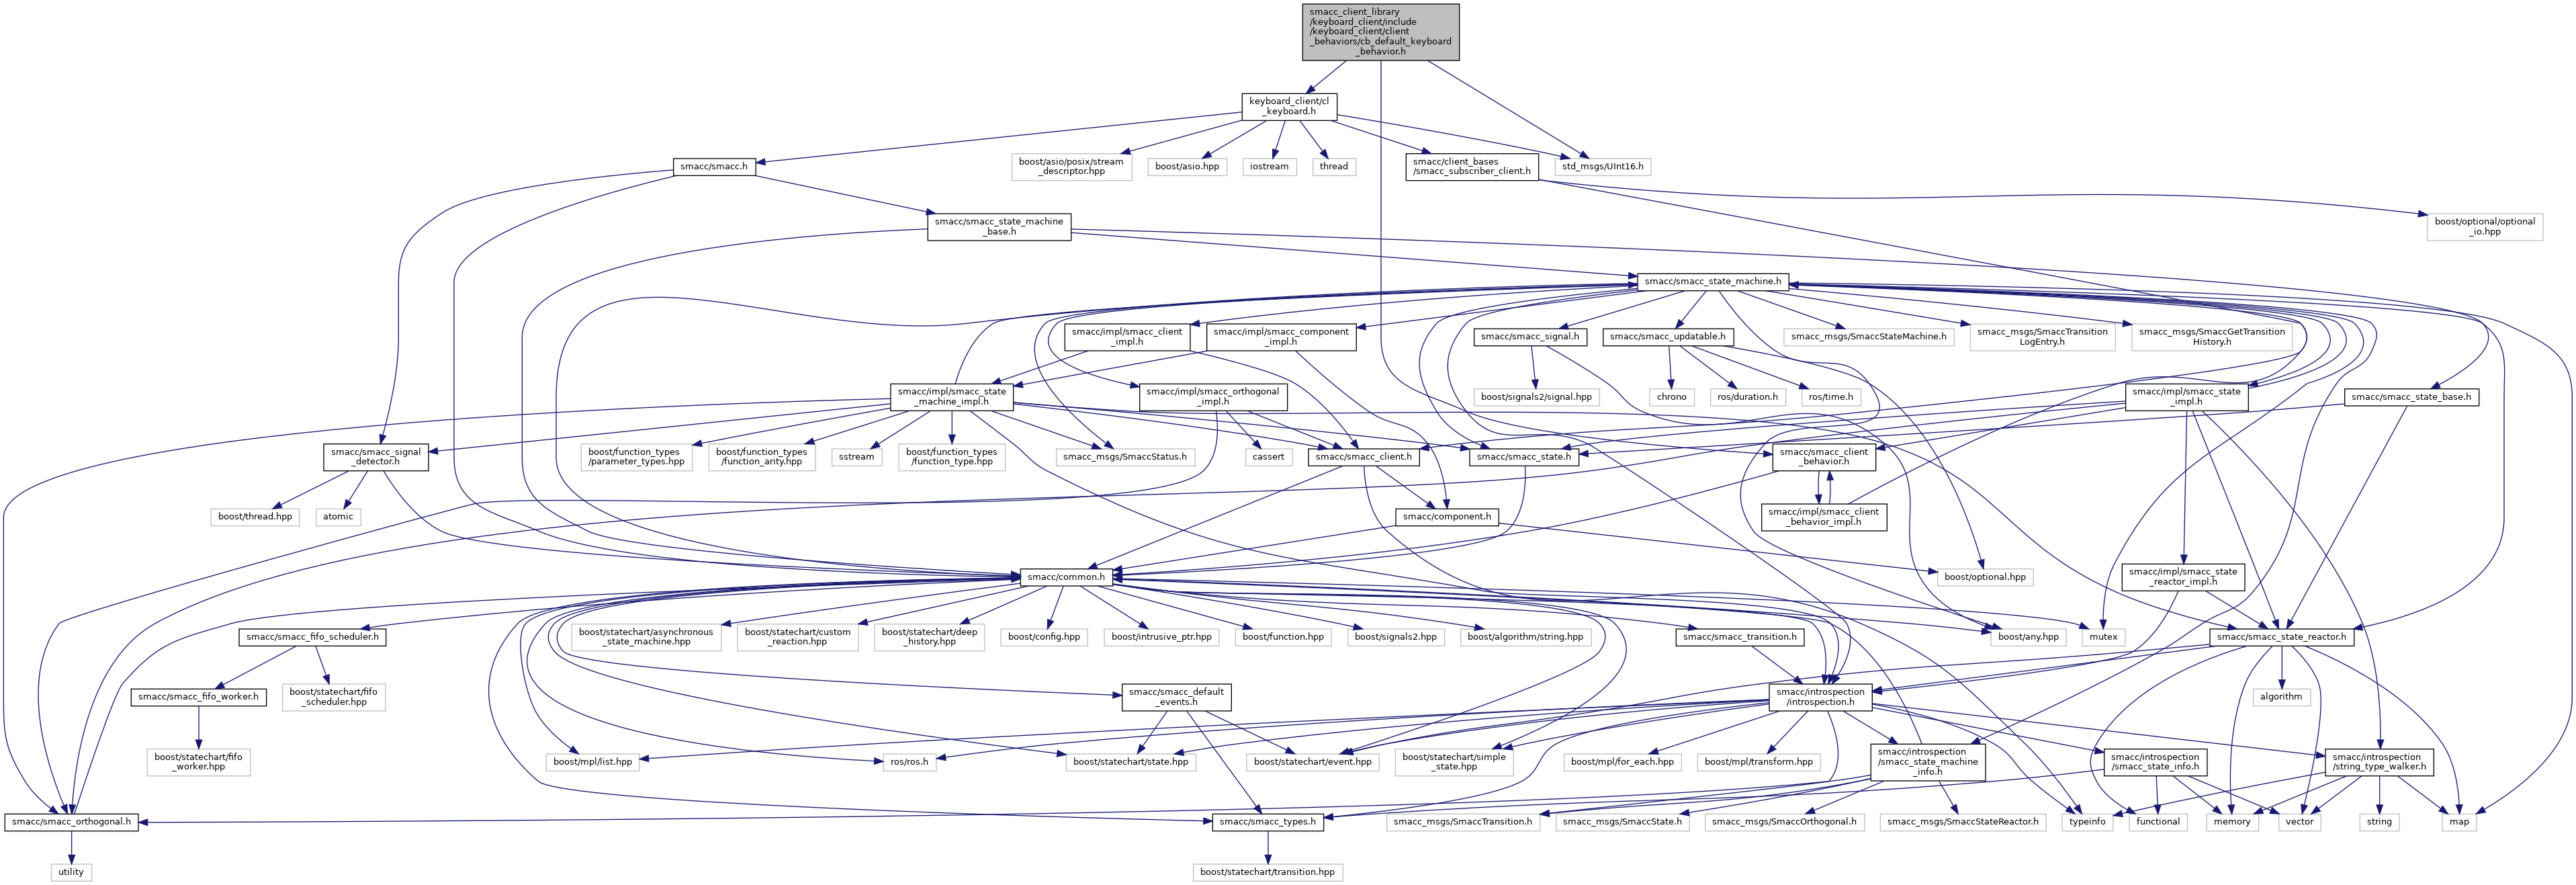 smacc_client_library
/keyboard_client/include
/keyboard_client/client
_behaviors/cb_default_keyboard
_behavior.h
keyboard_client/cl
_keyboard.h
smacc/smacc.h
boost/asio/posix/stream
_descriptor.hpp
boost/asio.hpp
iostream
thread
smacc/client_bases
/smacc_subscriber_client.h
std_msgs/UInt16.h
smacc/smacc_state_machine
_base.h
boost/optional/optional
_io.hpp
smacc/smacc_state_machine.h
smacc/impl/smacc_client
_impl.h
smacc/impl/smacc_component
_impl.h
smacc/smacc_signal.h
smacc/smacc_updatable.h
smacc_msgs/SmaccStateMachine.h
smacc_msgs/SmaccTransition
LogEntry.h
smacc_msgs/SmaccGetTransition
History.h
smacc/impl/smacc_state
_machine_impl.h
smacc/impl/smacc_orthogonal
_impl.h
boost/signals2/signal.hpp
chrono
ros/duration.h
ros/time.h
smacc/impl/smacc_state
_impl.h
smacc/smacc_state_base.h
smacc/smacc_signal
_detector.h
boost/function_types
/parameter_types.hpp
boost/function_types
/function_arity.hpp
sstream
boost/function_types
/function_type.hpp
smacc_msgs/SmaccStatus.h
cassert
smacc/smacc_client.h
smacc/smacc_state.h
smacc/smacc_client
_behavior.h
boost/thread.hpp
atomic
smacc/component.h
smacc/impl/smacc_client
_behavior_impl.h
smacc/common.h
boost/optional.hpp
smacc/impl/smacc_state
_reactor_impl.h
smacc/smacc_fifo_scheduler.h
boost/statechart/asynchronous
_state_machine.hpp
boost/statechart/custom
_reaction.hpp
boost/statechart/deep
_history.hpp
boost/config.hpp
boost/intrusive_ptr.hpp
boost/function.hpp
boost/signals2.hpp
boost/algorithm/string.hpp
smacc/smacc_transition.h
boost/any.hpp
mutex
smacc/smacc_state_reactor.h
smacc/smacc_fifo_worker.h
boost/statechart/fifo
_scheduler.hpp
smacc/smacc_default
_events.h
smacc/introspection
/introspection.h
algorithm
boost/statechart/fifo
_worker.hpp
boost/mpl/list.hpp
ros/ros.h
boost/statechart/state.hpp
boost/statechart/event.hpp
boost/statechart/simple
_state.hpp
boost/mpl/for_each.hpp
boost/mpl/transform.hpp
smacc/introspection
/smacc_state_machine
_info.h
smacc/introspection
/smacc_state_info.h
smacc/introspection
/string_type_walker.h
smacc/smacc_orthogonal.h
smacc/smacc_types.h
smacc_msgs/SmaccTransition.h
smacc_msgs/SmaccState.h
smacc_msgs/SmaccOrthogonal.h
smacc_msgs/SmaccStateReactor.h
typeinfo
functional
memory
vector
string
map
utility
boost/statechart/transition.hpp